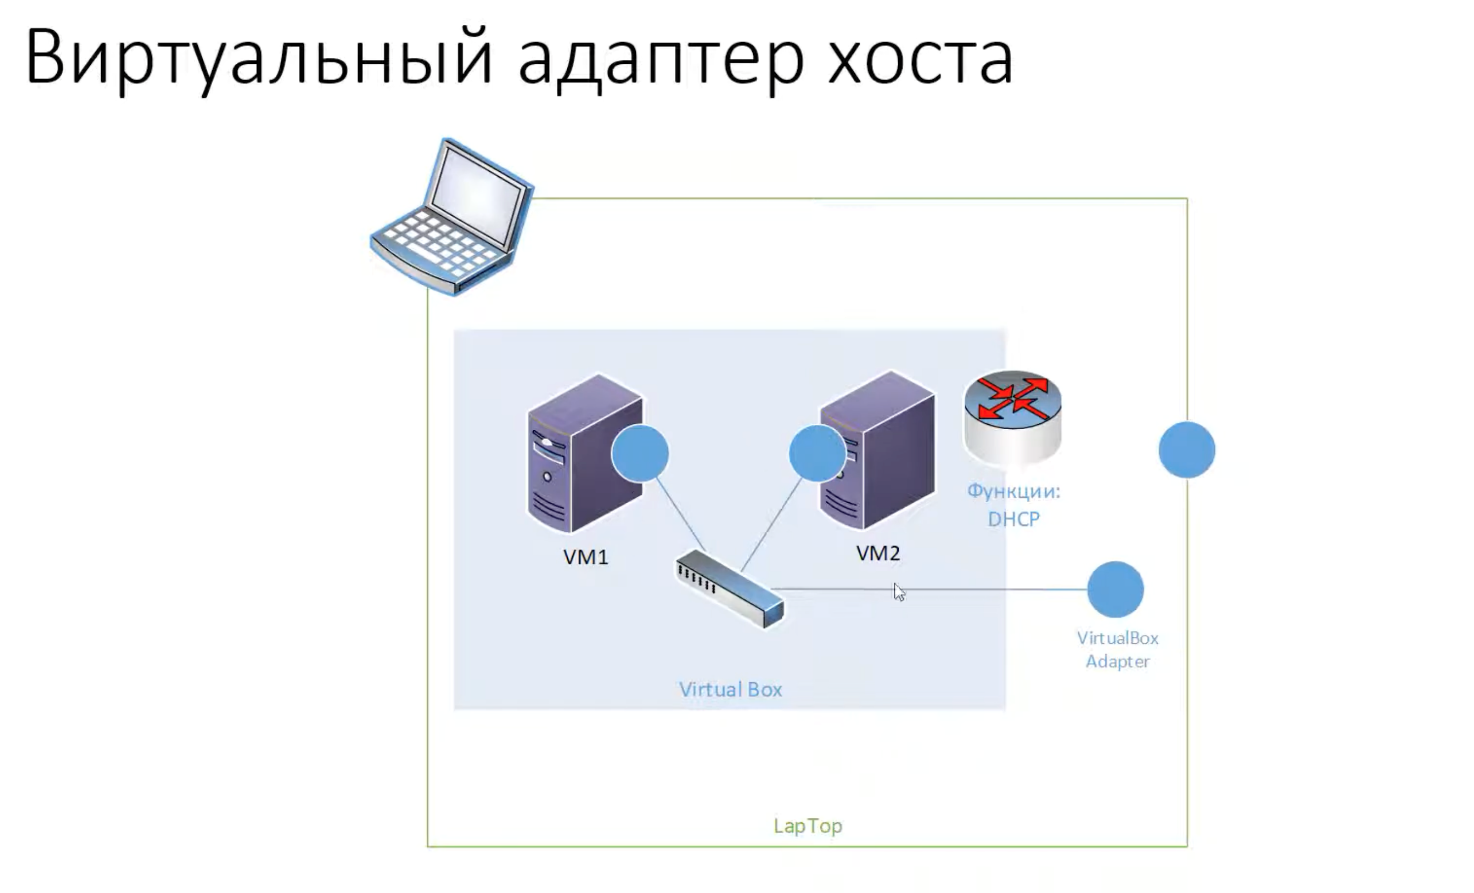 Виртуальный адаптер хоста
VM1
VM2
Функции:
DHCP
VirtualBox
Adapter
Virtual Box
LapTop